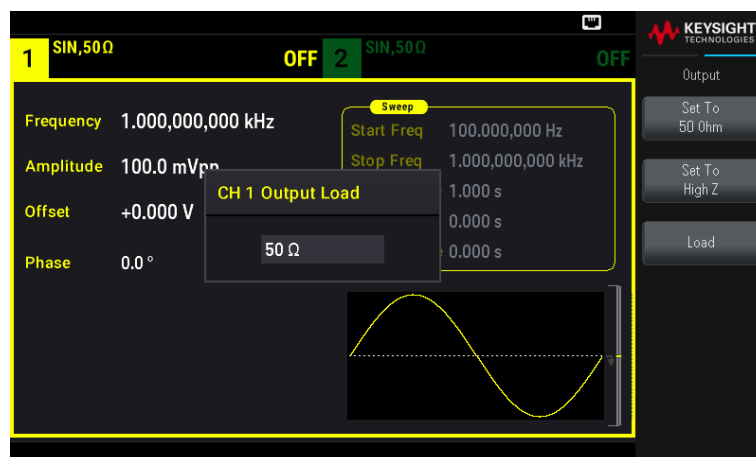 KEYSIGHT
TECHNOLOGIES
1 SIN,50Ω OFF
2 SIN,50Ω OFF
Frequency 1.000,000,000 kHz
Amplitude 100.0 mVpp
Offset +0.000 V
Phase 0.0 °
Sweep
Start Freq 100.000,000 Hz
Stop Freq 1.000,000,000 kHz
1.000 s
0.000 s
0.000 s
CH 1 Output Load
50 Ω
Output
Set To
50 Ohm
Set To
High Z
Load